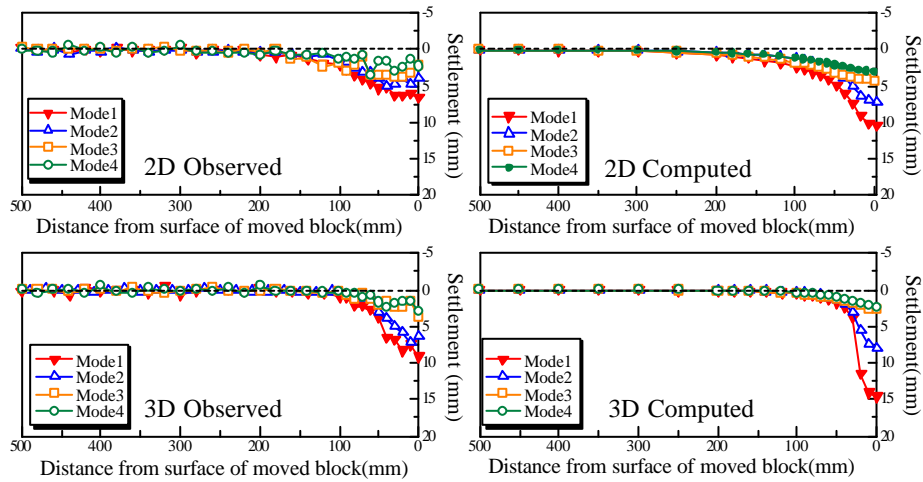 -5
0
5
10
15
20
Settlement (mm)
Mode1
Mode2
Mode3
Mode4
2D Observed
500 400 300 200 100 0
Distance from surface of moved block(mm)
-5
0
5
10
15
20
Settlement(mm)
Mode1
Mode2
Mode3
Mode4
2D Computed
500 400 300 200 100 0
Distance from surface of moved block(mm)
-5
0
5
10
15
20
Settlement (mm)
Mode1
Mode2
Mode3
Mode4
3D Observed
500 400 300 200 100 0
Distance from surface of moved block(mm)
-5
0
5
10
15
20
Settlement (mm)
Mode1
Mode2
Mode3
Mode4
3D Computed
500 400 300 200 100 0
Distance from surface of moved block(mm)